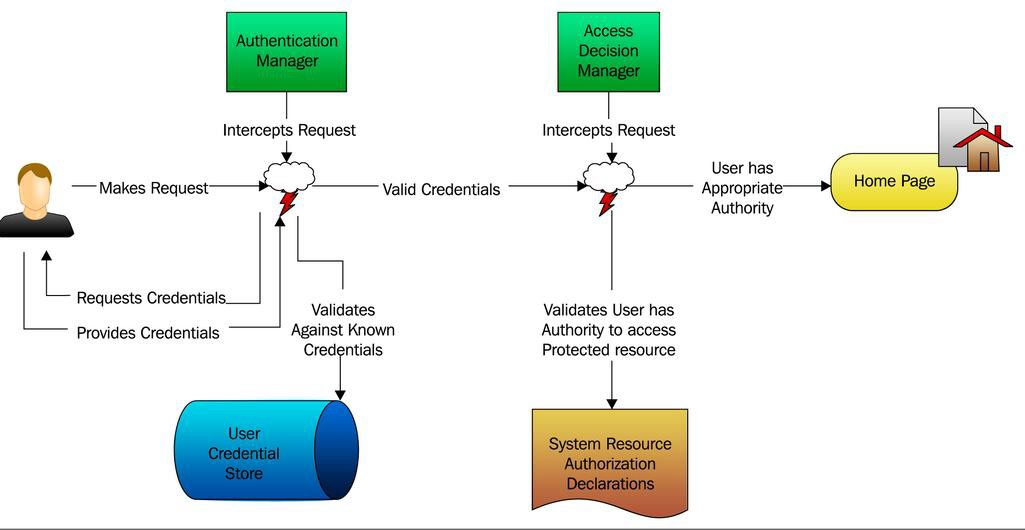 Authentication
Manager
Access
Decision
Manager
Intercepts Request
Intercepts Request
Makes Request
Valid Credentials
User has
Appropriate
Authority
Home Page
Requests Credentials
Provides Credentials
Validates
Against Known
Credentials
Validates User has
Authority to access
Protected resource
User
Credential
Store
System Resource
Authorization
Declarations